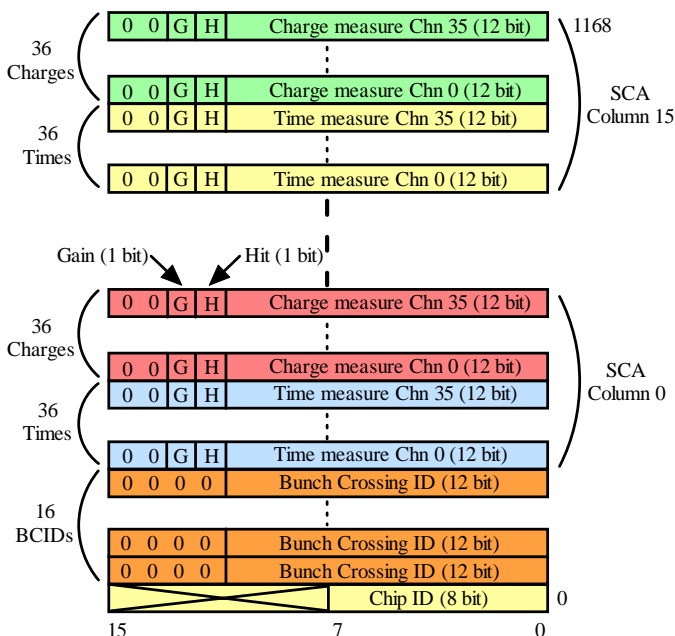 0 0 G H Charge measure Chn 35 (12 bit) 1168
36
Charges
0 0 G H Charge measure Chn 0 (12 bit)
SCA
Column 15
0 0 G H Time measure Chn 35 (12 bit)
36
Times
0 0 G H Time measure Chn 0 (12 bit)
Gain (1 bit) Hit (1 bit)
0 0 G H Charge measure Chn 35 (12 bit)
36
Charges
0 0 G H Charge measure Chn 0 (12 bit)
SCA
Column 0
0 0 G H Time measure Chn 35 (12 bit)
36
Times
0 0 G H Time measure Chn 0 (12 bit)
0 0 0 0 Bunch Crossing ID (12 bit)
16
BCIDs
0 0 0 0 Bunch Crossing ID (12 bit)
0 0 0 0 Bunch Crossing ID (12 bit)
Chip ID (8 bit) 0
15 7 0